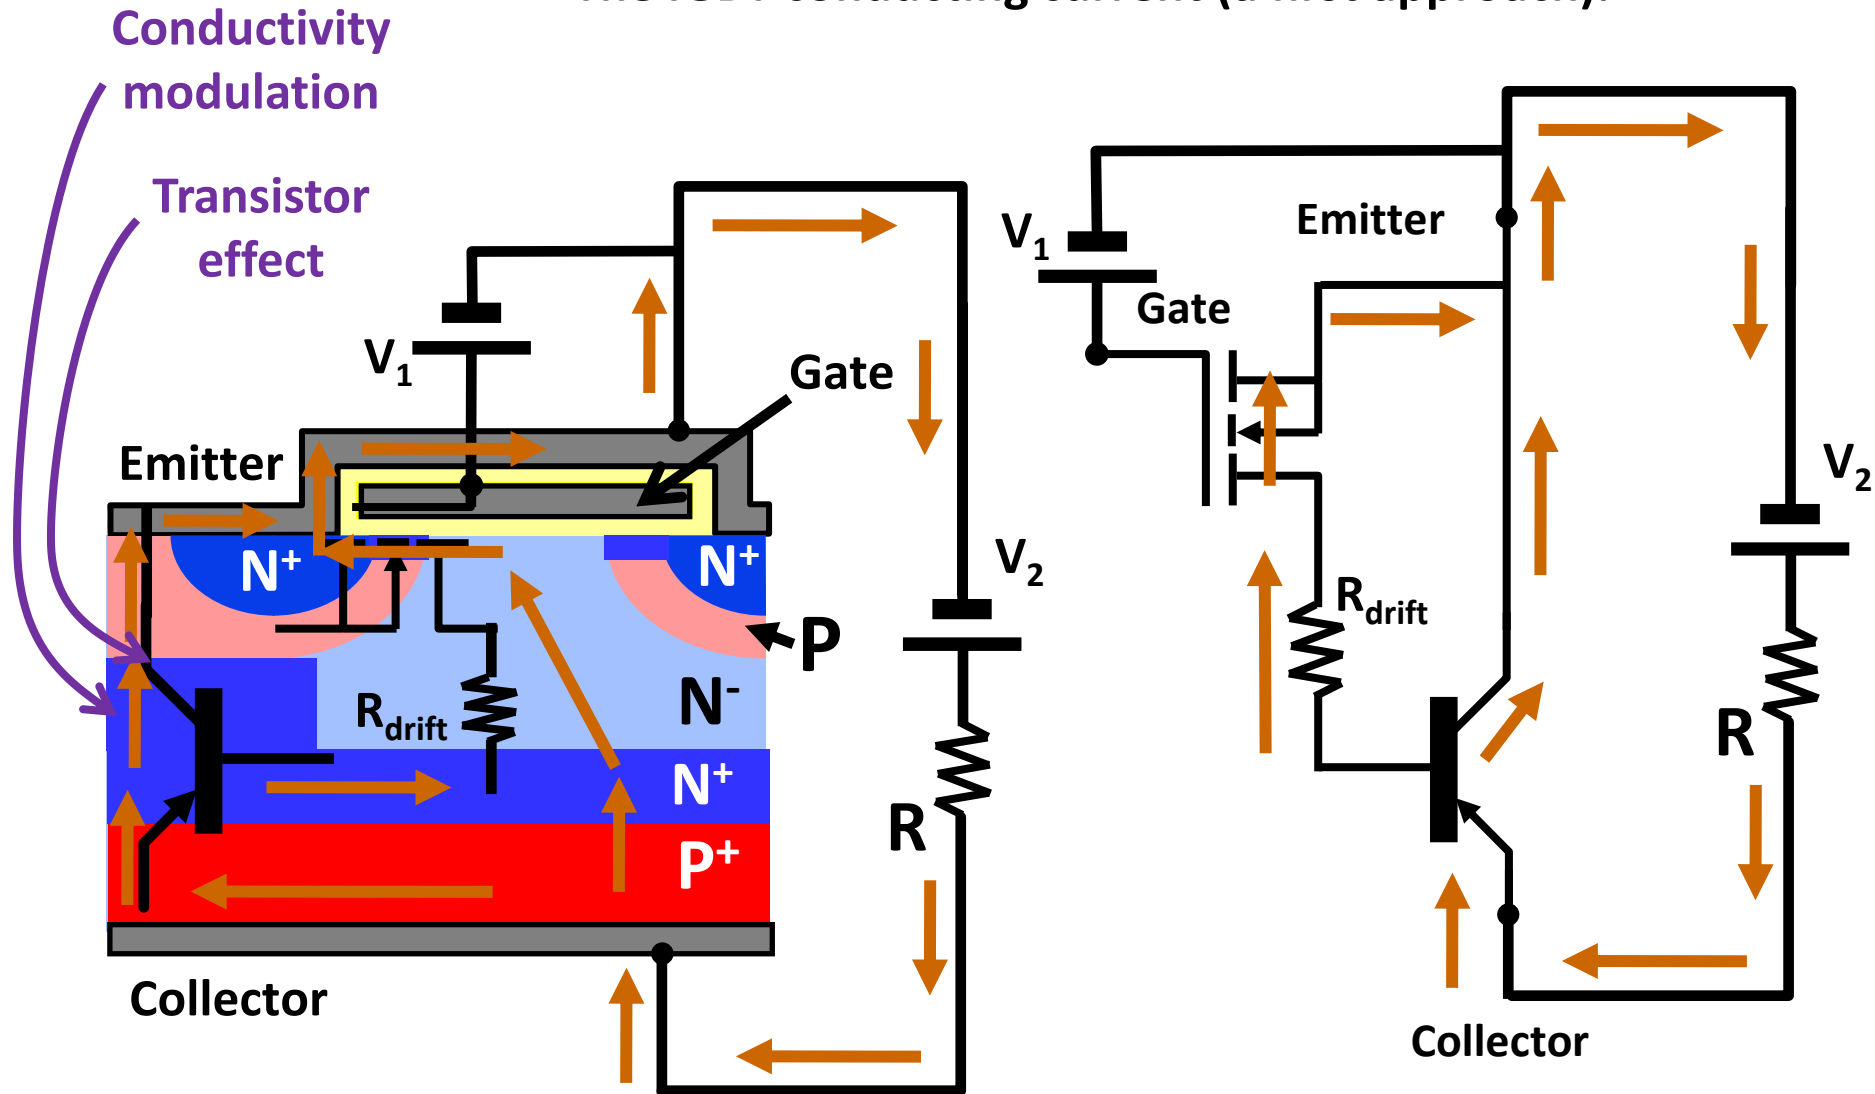 Conductivity
modulation
Transistor
effect
V1
Gate
Emitter
N+
N+
P
V2
Rdrift
N-
N+
R
P+
Collector
V1
Emitter
Gate
V2
Rdrift
R
Collector